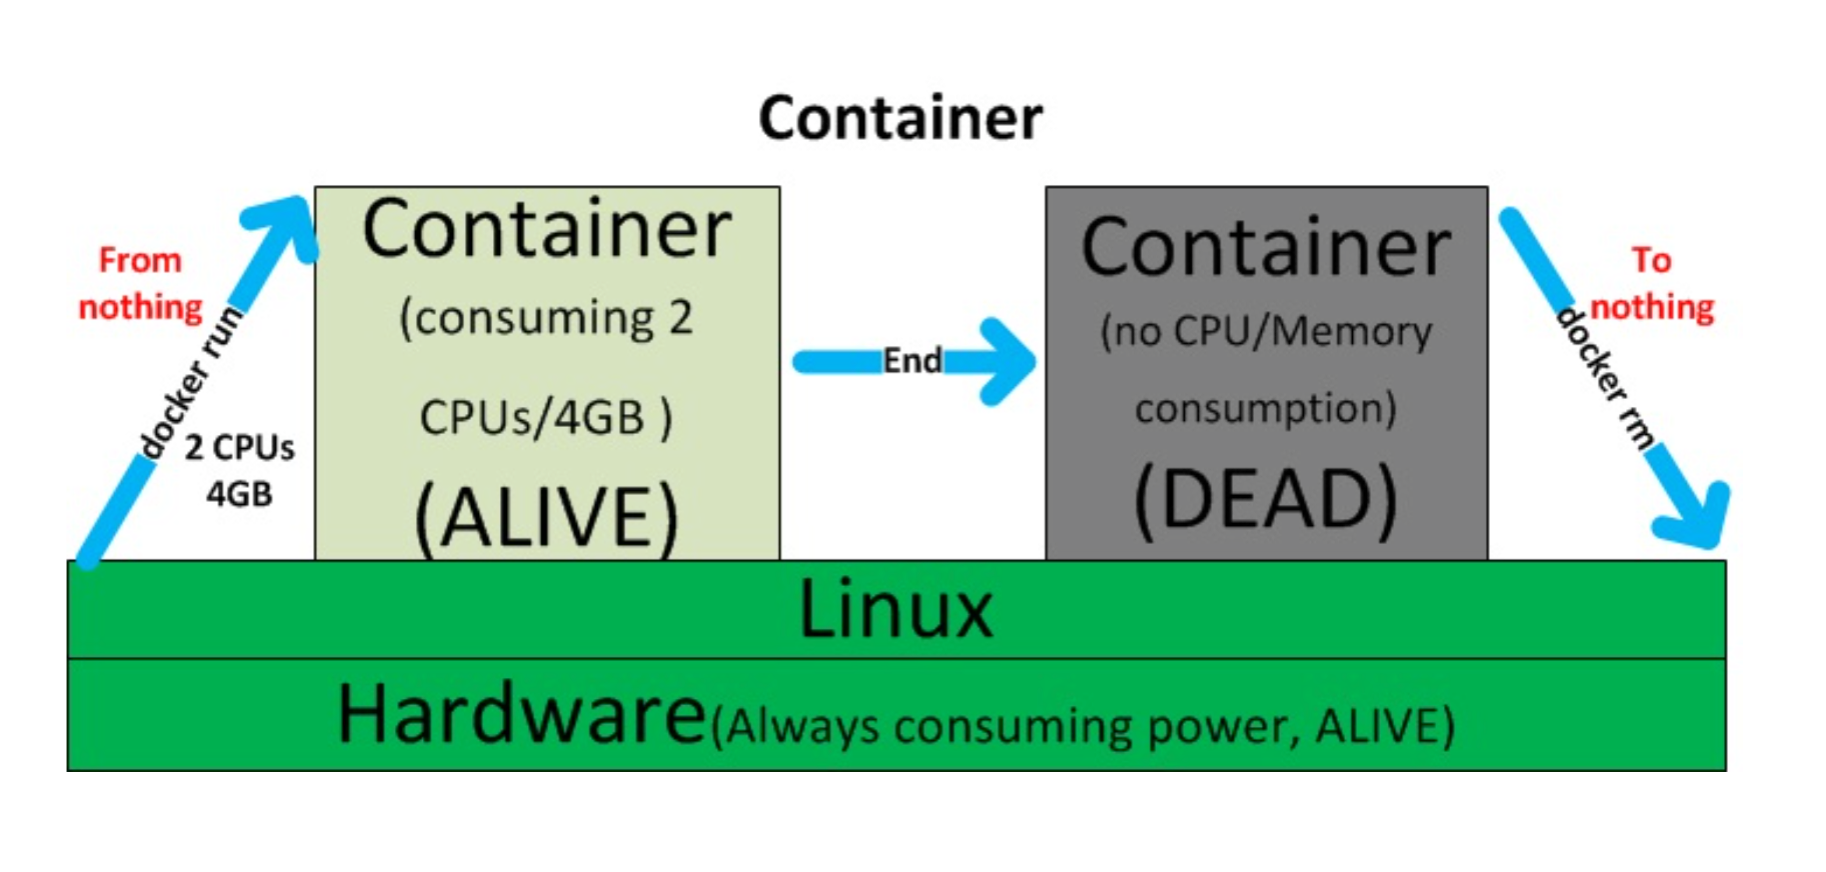 Container
From
nothing
docker run
2 CPUs
4GB
Container
(consuming 2
CPUs/4GB )
(ALIVE)
End
Container
(no CPU/Memory
consumption)
(DEAD)
To
nothing
docker rm
Linux
Hardware(Always consuming power, ALIVE)